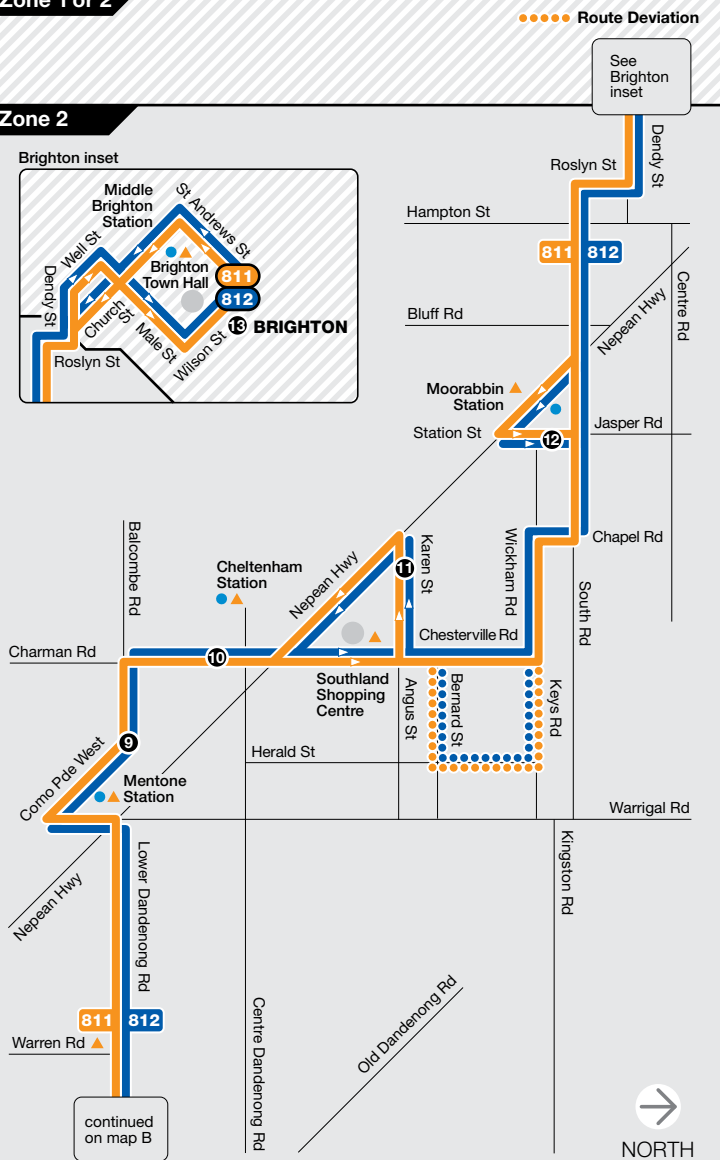 Zone 1 or 2
Route Deviation
See
Brighton
inset
Zone 2
Brighton inset
Middle
Brighton
Station
St Andrews St
Well St
Brighton
Town Hall
811
812
13 BRIGHTON
Dendy St
Church St
Male St
Wilson St
Roslyn St
Dendy St
Roslyn St
Hampton St
811 812
Centre Rd
Nepean Hwy
Bluff Rd
Moorabbin
Station
Station St
12
Jasper Rd
Chapel Rd
Wickham Rd
South Rd
Balcombe Rd
Cheltenham
Station
Nepean Hwy
11
Karen St
Chesterville Rd
Charman Rd
10
Southland
Shopping
Centre
Angus St
Bernard St
Keys Rd
Herald St
9
Como Pde West
Mentone
Station
Warrigal Rd
Nepean Hwy
Lower Dandenong Rd
Kingston Rd
811 812
Warren Rd
Centre Dandenong Rd
Old Dandenong Rd
continued
on map B
NORTH